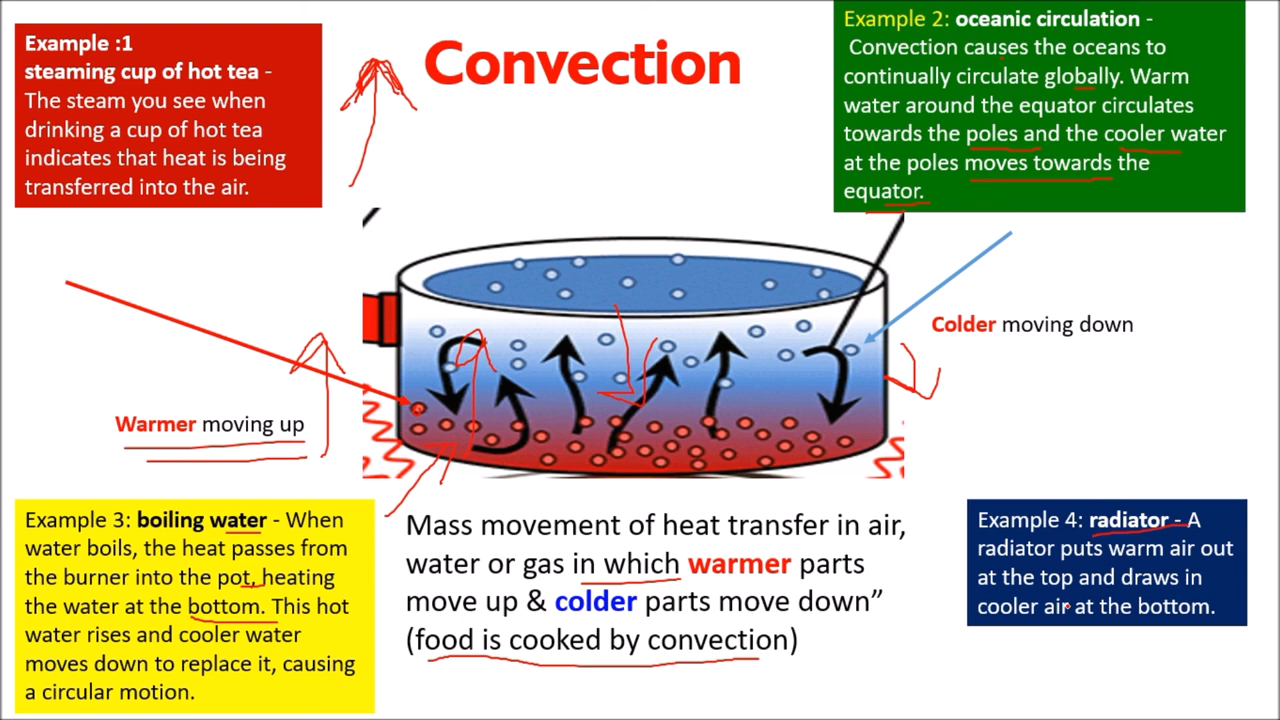 Example :1
steaming cup of hot tea -
The steam you see when
drinking a cup of hot tea
indicates that heat is being
transferred into the air.
Convection
Example 2: oceanic circulation -
Convection causes the oceans to
continually circulate globally. Warm
water around the equator circulates
towards the poles and the cooler water
at the poles moves towards the
equator.
Colder moving down
Warmer moving up
Example 3: boiling water - When
water boils, the heat passes from
the burner into the pot, heating
the water at the bottom. This hot
water rises and cooler water
moves down to replace it, causing
a circular motion.
Mass movement of heat transfer in air,
water or gas in which warmer parts
move up & colder parts move down”
(food is cooked by convection)
Example 4: radiator - A
radiator puts warm air out
at the top and draws in
cooler air at the bottom.